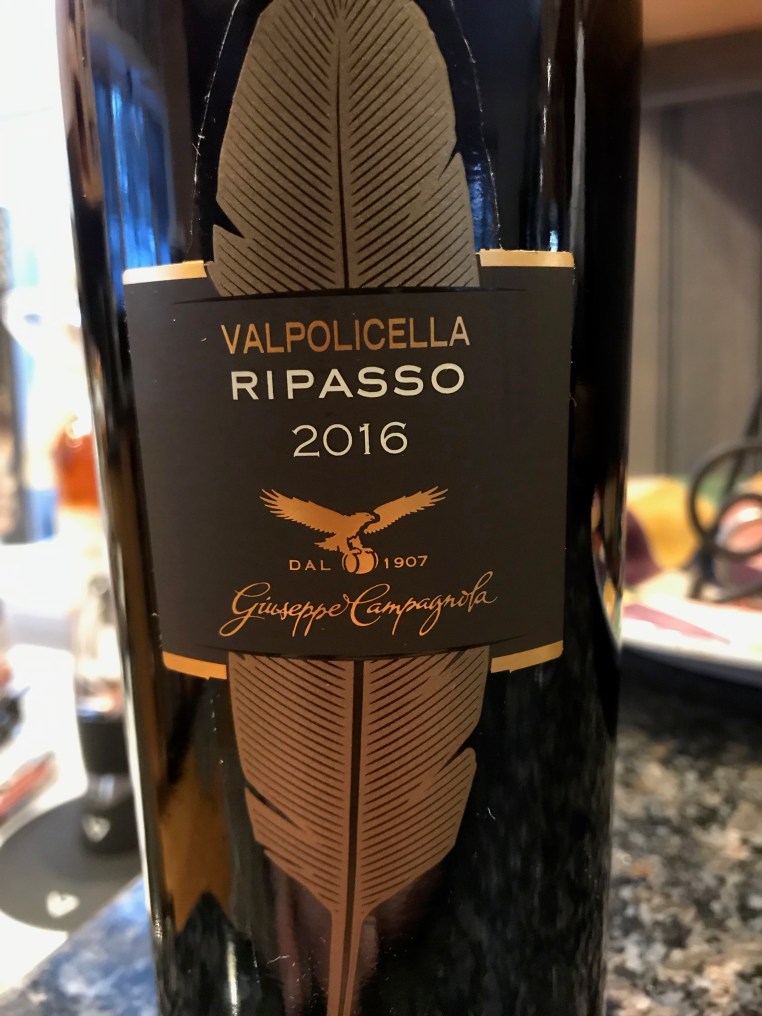 VALPOLICELLA
RIPASSO
2016
DAL 1907
Giuseppe Campagnola